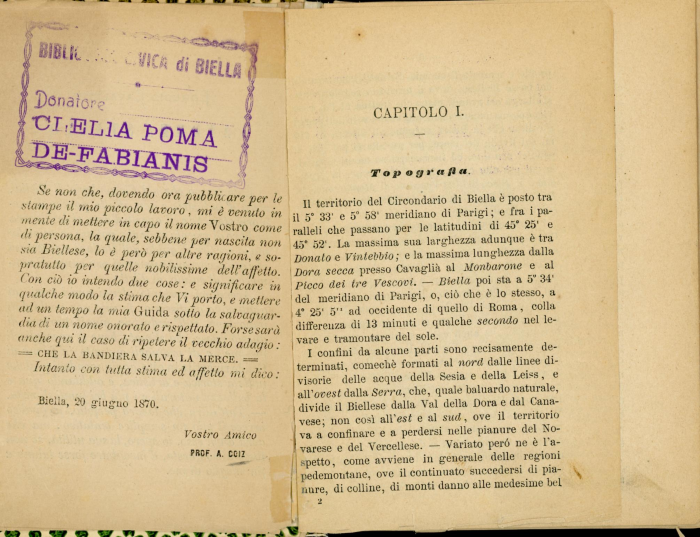 BIBLIOTECA CIVICA di BIELLA
Donatore
CLELIA POMA
DE-FABIANIS
Se non che, dovendo ora pubblicare per le
stampe il mio piccolo lavoro, mi è venuto in
mente di mettere in capo il nome Vostro come
di persona, la quale, sebbene per nascita non
sia Biellese, lo è però per altre ragioni, e so-
pratutto per quelle nobilissime dell'affetto.
Con ciò io intendo due cose: e significare in
qualche modo la stima che Vi porto, e mettere
ad un tempo la mia Guida sotto la salvaguar-
dia di un nome onorato e rispettato. Forse sarà
anche qui il caso di ripetere il vecchio adagio:
= CHE LA BANDIERA SALVA LA MERCE. =
Intanto con tutta stima ed affetto mi dico:
Biella, 20 giugno 1870.
Vostro Amico
PROF. A. COIZ
CAPITOLO I.
Topografia.
Il territorio del Circondario di Biella è posto tra
il 5° 33' e 5° 58' meridiano di Parigi; e fra i pa-
ralleli che passano per le latitudini di 45° 25' e
45° 52'. La massima sua larghezza adunque è tra
Donato e Vintebbio; e la massima lunghezza dalla
Dora secca presso Cavaglià al Mombarone e al
Picco dei tre Vescovi. — Biella poi sta a 5° 34'
del meridiano di Parigi, o, ciò che è lo stesso, a
4° 25' 5" ad occidente di quello di Roma, colla
differenza di 13 minuti e qualche secondo nel le-
vare e tramontare del sole.
I confini da alcune parti sono recisamente de-
terminati, comechè formati al nord dalle linee di-
visorie delle acque della Sesia e della Leiss, e
all'ovest dalla Serra, che, quale baluardo naturale,
divide il Biellese dalla Val della Dora e dal Cana-
vese; non così all'est e al sud, ove il territorio
va a confinare e a perdersi nelle pianure del No-
varese e del Vercellese. — Variato però ne è l'a-
spetto, come avviene in generale delle regioni
pedemontane, ove il continuato succedersi di pia-
nure, di colline, di monti danno alle medesime bel
2